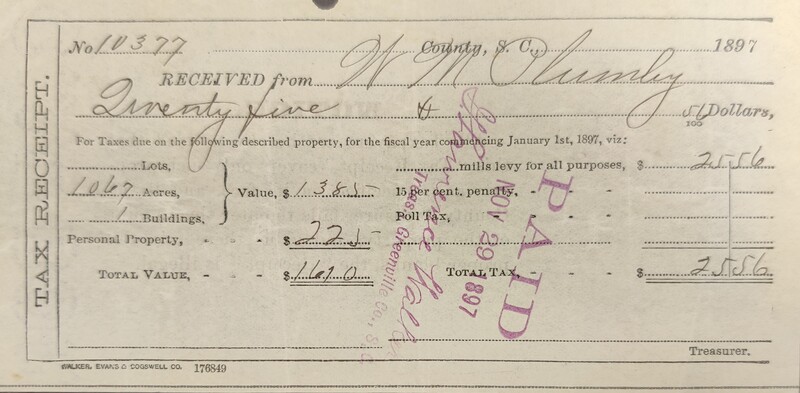 TAX RECEIPT.
No 10377 County, S. C., 1897
RECEIVED from W M Plumley
Twenty five & 56/100 Dollars,
For Taxes due on the following described property, for the fiscal year commencing January 1st, 1897, viz:
Lots, mills levy for all purposes, $ 25 56
1067 Acres, Value, $ 1385 15 per cent. penalty, - - -
1 Buildings, Poll Tax, - - -
Personal Property, - - - $ 225
TOTAL VALUE, - - - $ 1610 TOTAL TAX, - - - $ 25 56
PAID
NOV 29 1897
Treas. Greenville Co., S. C.
Treasurer.
WALKER, EVANS & COGSWELL CO. 176849